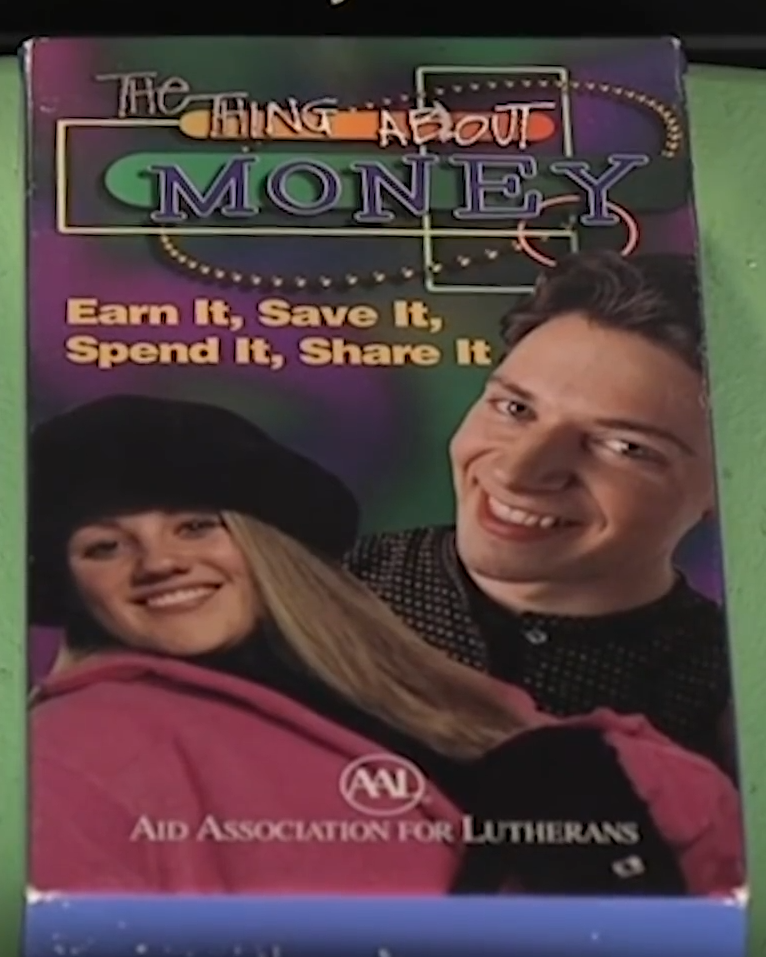 THE THING ABOUT
MONEY
Earn It, Save It,
Spend It, Share It
AAL
AID ASSOCIATION FOR LUTHERANS